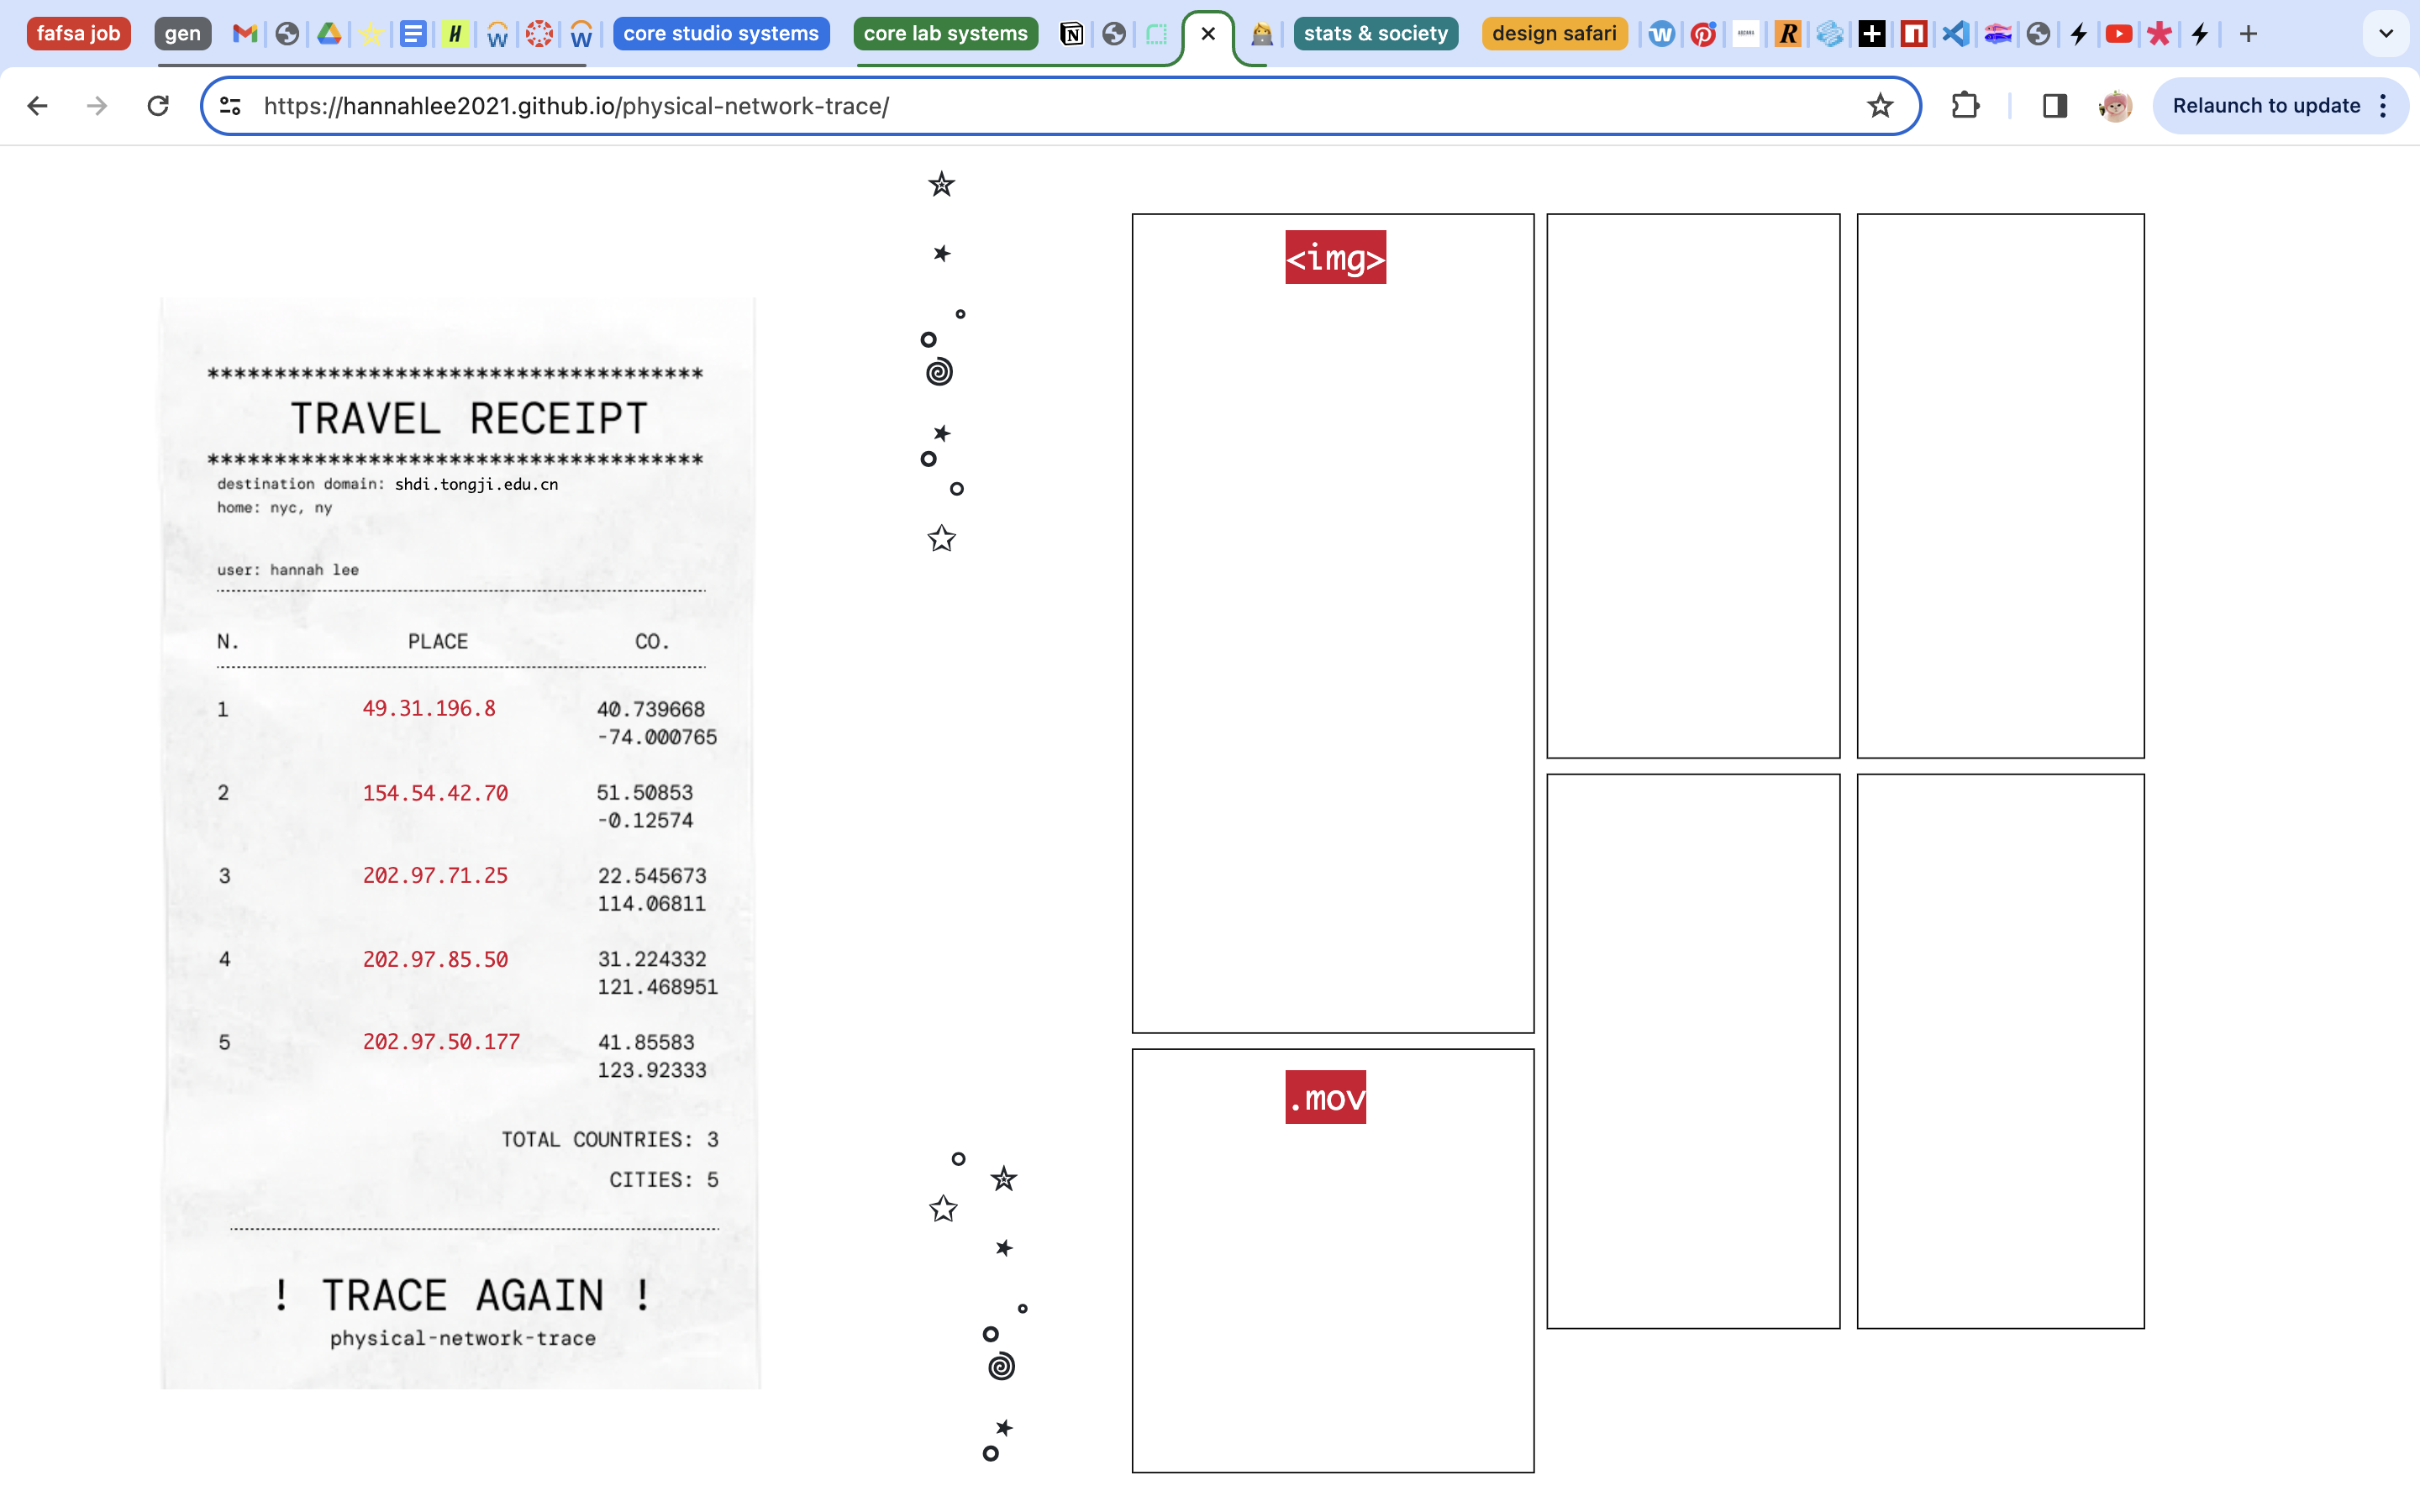 fafsa job
gen
core studio systems
core lab systems
stats & society
design safari
https://hannahlee2021.github.io/physical-network-trace/
Relaunch to update
*************************************
TRAVEL RECEIPT
*************************************
destination domain: shdi.tongji.edu.cn
home: nyc, ny
user: hannah lee
N. PLACE CO.
1 49.31.196.8 40.739668
-74.000765
2 154.54.42.70 51.50853
-0.12574
3 202.97.71.25 22.545673
114.06811
4 202.97.85.50 31.224332
121.468951
5 202.97.50.177 41.85583
123.92333
TOTAL COUNTRIES: 3
CITIES: 5
! TRACE AGAIN !
physical-network-trace
<img>
.mov